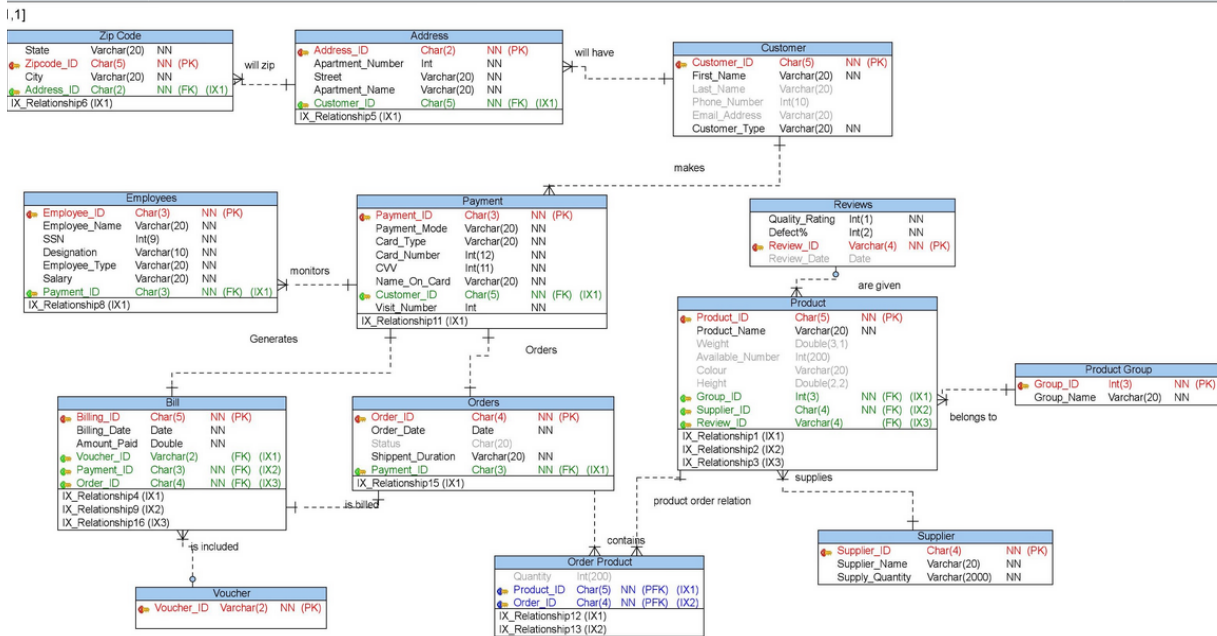 ,1]
Zip Code
State Varchar(20) NN
Zipcode_ID Char(5) NN (PK)
City Varchar(20) NN
Address_ID Char(2) NN (FK) (IX1)
IX_Relationship6 (IX1)
will zip
Address
Address_ID Char(2) NN (PK)
Apartment_Number Int NN
Street Varchar(20) NN
Apartment_Name Varchar(20) NN
Customer_ID Char(5) NN (FK) (IX1)
IX_Relationship5 (IX1)
will have
Customer
Customer_ID Char(5) NN (PK)
First_Name Varchar(20) NN
Last_Name Varchar(20)
Phone_Number Int(10)
Email_Address Varchar(20)
Customer_Type Varchar(20) NN
makes
Employees
Employee_ID Char(3) NN (PK)
Employee_Name Varchar(20) NN
SSN Int(9) NN
Designation Varchar(10) NN
Employee_Type Varchar(20) NN
Salary Varchar(20) NN
Payment_ID Char(3) NN (FK) (IX1)
IX_Relationship8 (IX1)
monitors
Payment
Payment_ID Char(3) NN (PK)
Payment_Mode Varchar(20) NN
Card_Type Varchar(20) NN
Card_Number Int(12) NN
CVV Int(11) NN
Name_On_Card Varchar(20) NN
Customer_ID Char(5) NN (FK) (IX1)
Visit_Number Int NN
IX_Relationship11 (IX1)
Reviews
Quality_Rating Int(1) NN
Defect% Int(2) NN
Review_ID Varchar(4) NN (PK)
Review_Date Date
are given
Generates
Orders
Product
Product_ID Char(5) NN (PK)
Product_Name Varchar(20) NN
Weight Double(3,1)
Available_Number Int(200)
Colour Varchar(20)
Height Double(2,2)
Group_ID Int(3) NN (FK) (IX1)
Supplier_ID Char(4) NN (FK) (IX2)
Review_ID Varchar(4) (FK) (IX3)
IX_Relationship1 (IX1)
IX_Relationship2 (IX2)
IX_Relationship3 (IX3)
belongs to
Product Group
Group_ID Int(3) NN (PK)
Group_Name Varchar(20) NN
Bill
Billing_ID Char(5) NN (PK)
Billing_Date Date NN
Amount_Paid Double NN
Voucher_ID Varchar(2) (FK) (IX1)
Payment_ID Char(3) NN (FK) (IX2)
Order_ID Char(4) NN (FK) (IX3)
IX_Relationship4 (IX1)
IX_Relationship9 (IX2)
IX_Relationship16 (IX3)
is billed
Orders
Order_ID Char(4) NN (PK)
Order_Date Date NN
Status Char(20)
Shippent_Duration Varchar(20) NN
Payment_ID Char(3) NN (FK) (IX1)
IX_Relationship15 (IX1)
product order relation
supplies
is included
contains
Supplier
Supplier_ID Char(4) NN (PK)
Supplier_Name Varchar(20) NN
Supply_Quantity Varchar(2000) NN
Order Product
Quantity Int(200)
Product_ID Char(5) NN (PFK) (IX1)
Order_ID Char(4) NN (PFK) (IX2)
IX_Relationship12 (IX1)
IX_Relationship13 (IX2)
Voucher
Voucher_ID Varchar(2) NN (PK)